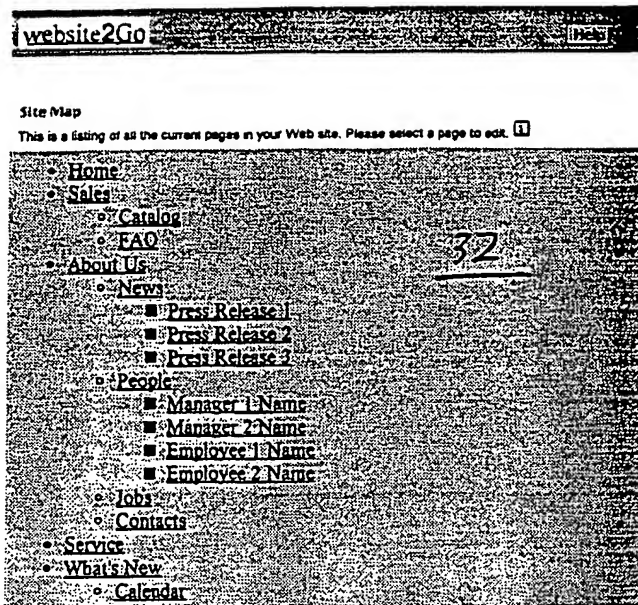 website2Go Help
Site Map
This is a listing of all the current pages in your Web site. Please select a page to edit. i
Home
Sales
Catalog
FAQ
32
About Us
News
Press Release 1
Press Release 2
Press Release 3
People
Manager 1 Name
Manager 2 Name
Employee 1 Name
Employee 2 Name
Jobs
Contacts
Service
What's New
Calendar